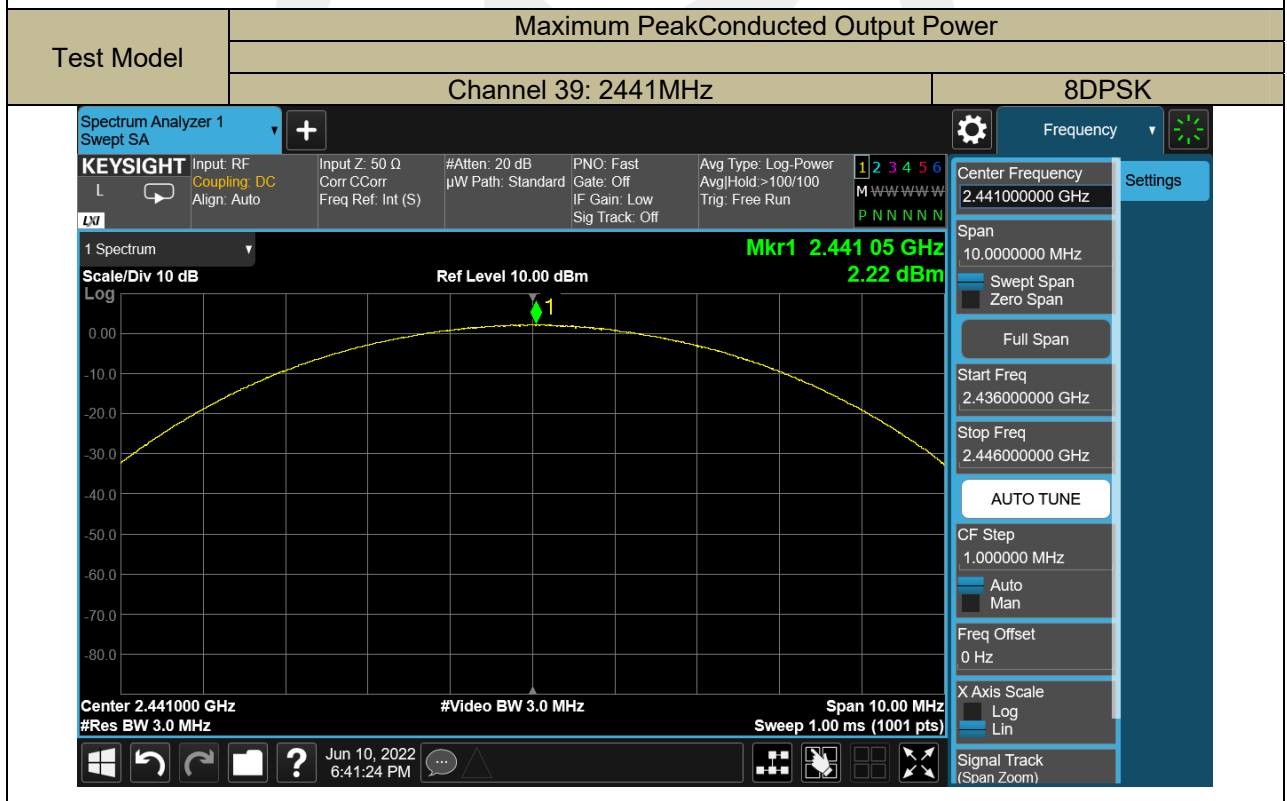 Maximum PeakConducted Output Power
Test Model
Channel 39: 2441MHz 8DPSK
Spectrum Analyzer 1
Swept SA
+
Frequency
KEYSIGHT
L
LXI
Input: RF
Coupling: DC
Align: Auto
Input Z: 50 Ω
Corr CCorr
Freq Ref: Int (S)
#Atten: 20 dB
µW Path: Standard
PNO: Fast
Gate: Off
IF Gain: Low
Sig Track: Off
Avg Type: Log-Power
Avg|Hold:>100/100
Trig: Free Run
1 2 3 4 5 6
M W W W W W
P N N N N N
1 Spectrum
Mkr1 2.441 05 GHz
Scale/Div 10 dB Ref Level 10.00 dBm 2.22 dBm
Log
1
0.00
-10.0
-20.0
-30.0
-40.0
-50.0
-60.0
-70.0
-80.0
Center 2.441000 GHz #Video BW 3.0 MHz Span 10.00 MHz
#Res BW 3.0 MHz Sweep 1.00 ms (1001 pts)
Center Frequency
2.441000000 GHz
Settings
Span
10.0000000 MHz
Swept Span
Zero Span
Full Span
Start Freq
2.436000000 GHz
Stop Freq
2.446000000 GHz
AUTO TUNE
CF Step
1.000000 MHz
Auto
Man
Freq Offset
0 Hz
X Axis Scale
Log
Lin
Signal Track
(Span Zoom)
?
Jun 10, 2022
6:41:24 PM